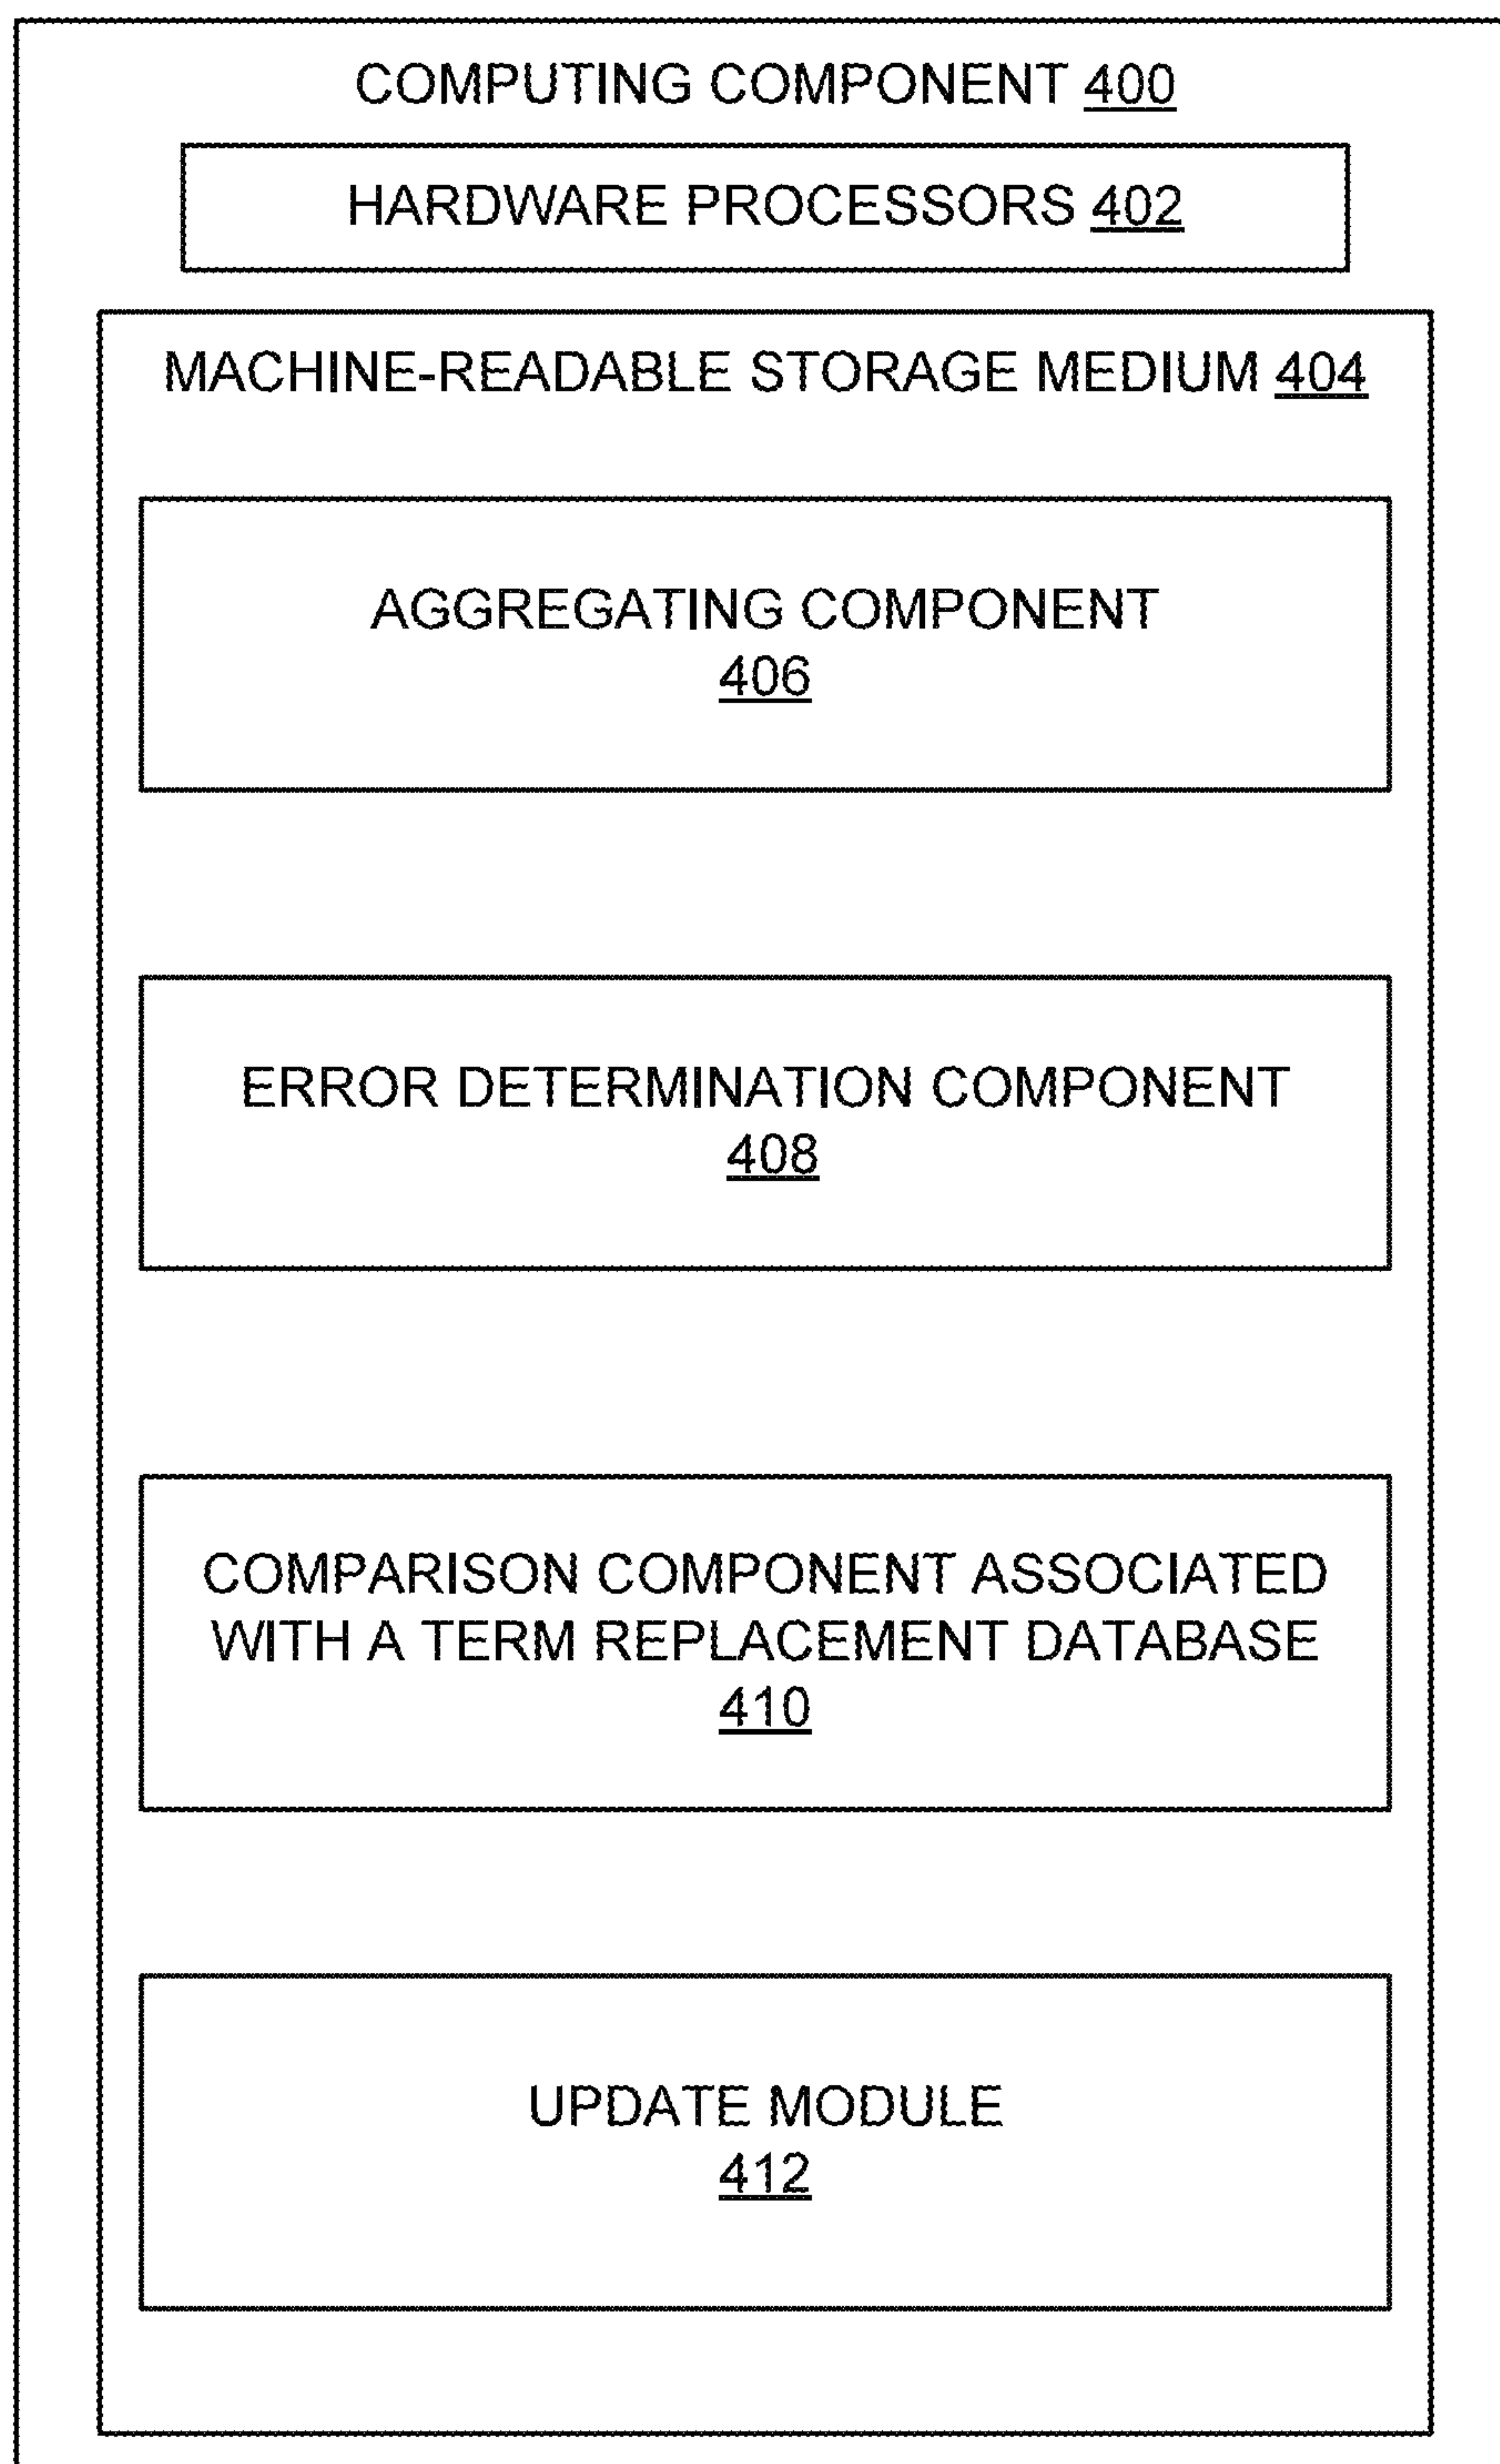 COMPUTING COMPONENT 400
HARDWARE PROCESSORS 402
MACHINE-READABLE STORAGE MEDIUM 404
AGGREGATING COMPONENT
406
ERROR DETERMINATION COMPONENT
408
COMPARISON COMPONENT ASSOCIATED
WITH A TERM REPLACEMENT DATABASE
410
UPDATE MODULE
412